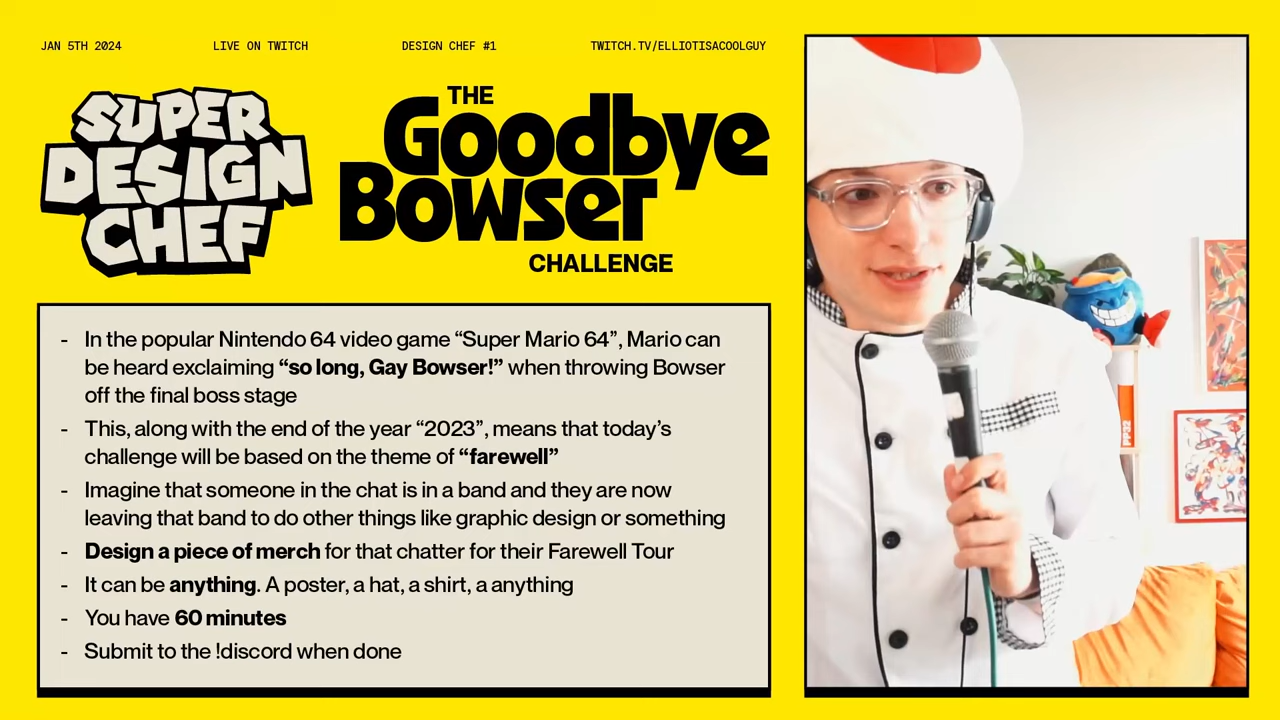 JAN 5TH 2024 LIVE ON TWITCH DESIGN CHEF #1 TWITCH.TV/ELLIOTISACOOLGUY
SUPER
DESIGN
CHEF
THE
Goodbye
Bowser
CHALLENGE
- In the popular Nintendo 64 video game “Super Mario 64”, Mario can
be heard exclaiming “so long, Gay Bowser!” when throwing Bowser
off the final boss stage
- This, along with the end of the year “2023”, means that today’s
challenge will be based on the theme of “farewell”
- Imagine that someone in the chat is in a band and they are now
leaving that band to do other things like graphic design or something
- Design a piece of merch for that chatter for their Farewell Tour
- It can be anything. A poster, a hat, a shirt, a anything
- You have 60 minutes
- Submit to the !discord when done
PP32